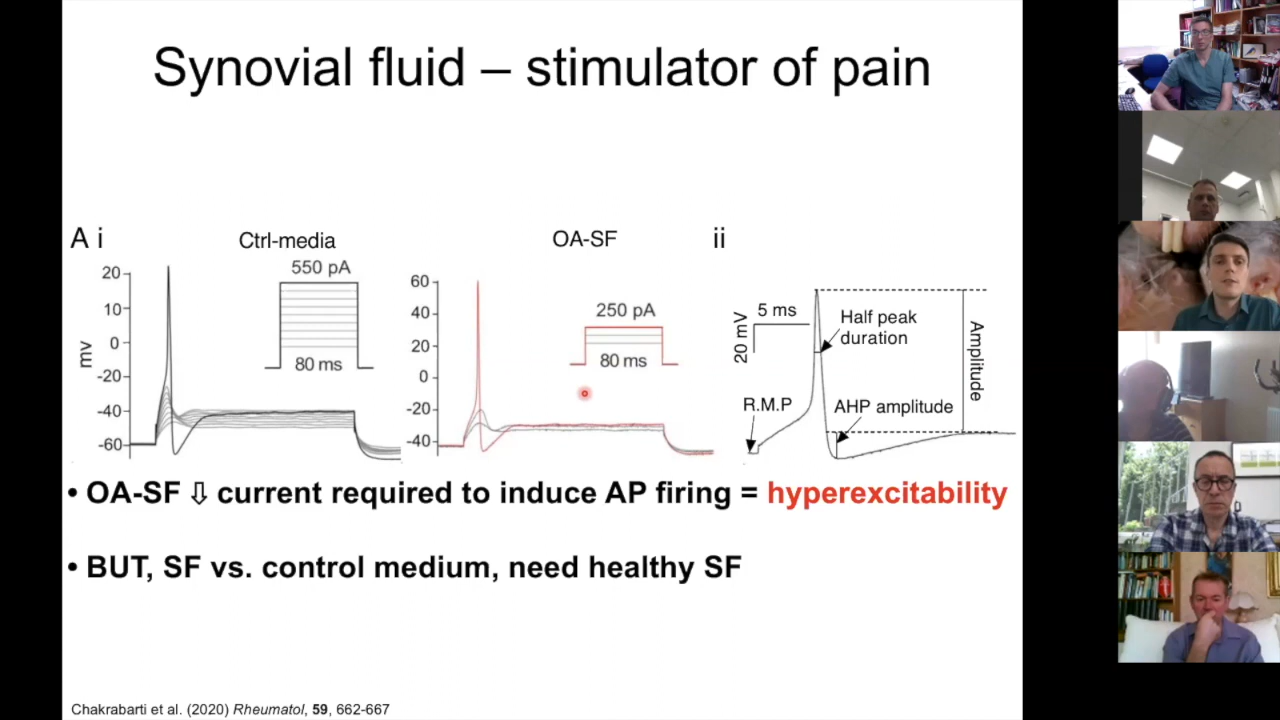 Synovial fluid – stimulator of pain
A i
Ctrl-media
550 pA
20
10
0
-20
-40
-60
mv
80 ms
OA-SF
60
40
20
0
-20
-40
250 pA
80 ms
ii
5 ms
20 mV
Half peak
duration
Amplitude
R.M.P
AHP amplitude
• OA-SF ⇩ current required to induce AP firing = hyperexcitability
• BUT, SF vs. control medium, need healthy SF
Chakrabarti et al. (2020) Rheumatol, 59, 662-667